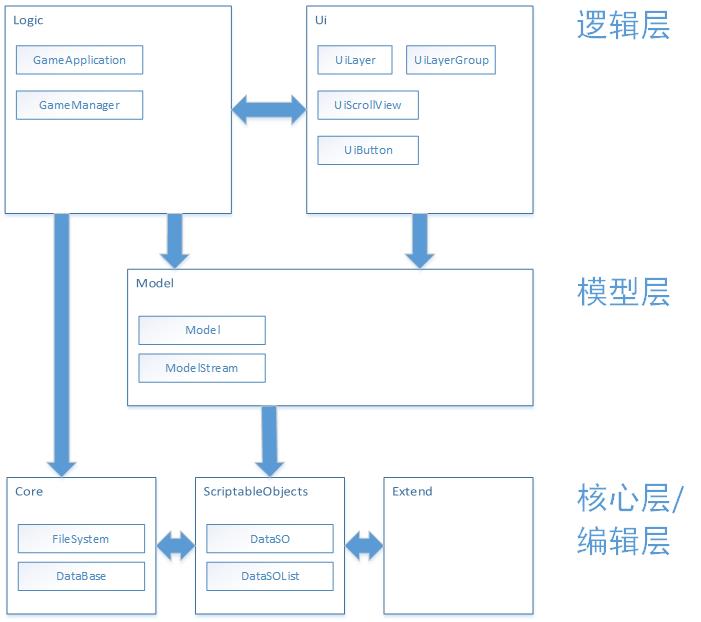 Logic
GameApplication
GameManager
Ui
UiLayer
UiLayerGroup
UiScrollView
UiButton
逻辑层
Model
Model
ModelStream
模型层
Core
FileSystem
DataBase
ScriptableObjects
DataSO
DataSOList
Extend
核心层/
编辑层